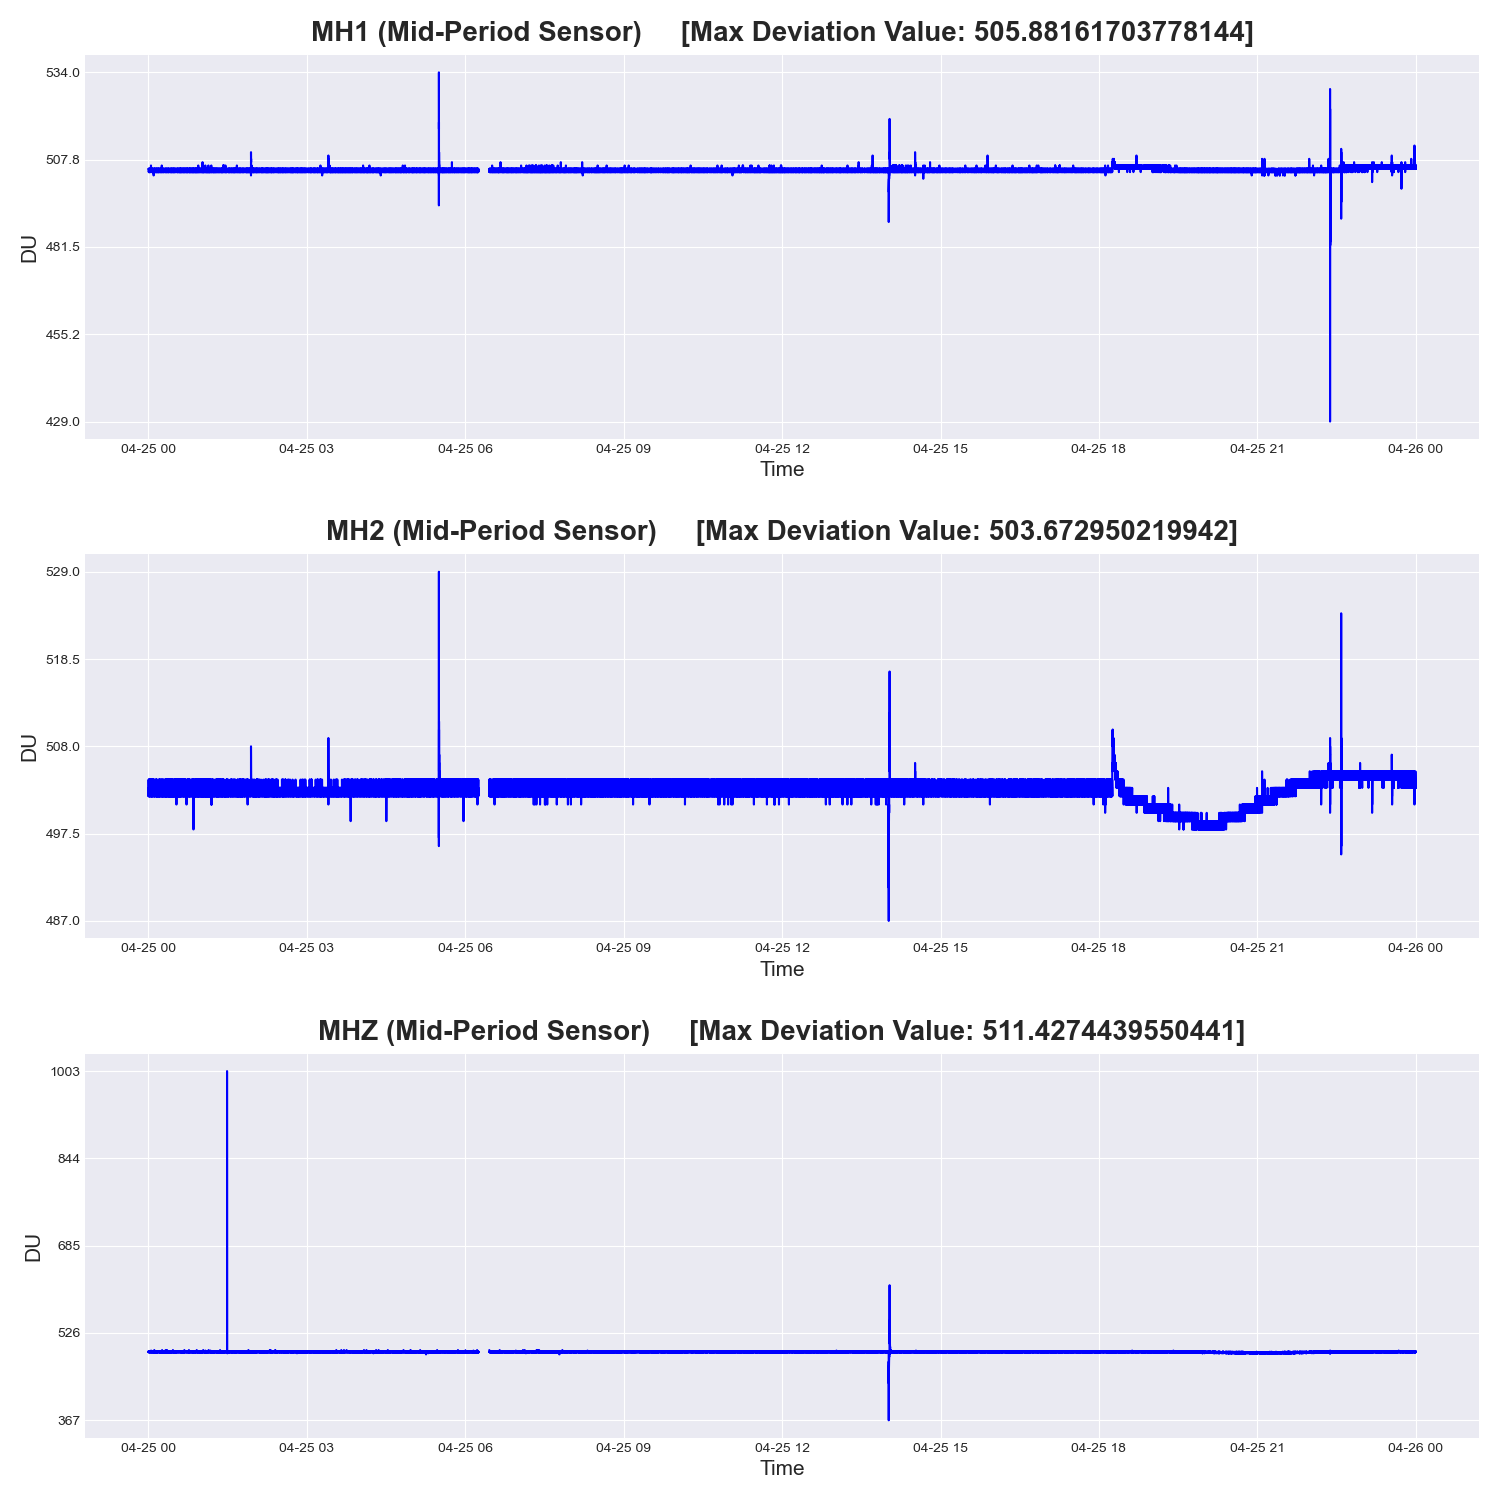 MH1 (Mid-Period Sensor) [Max Deviation Value: 505.88161703778144]
534.0
507.8
481.5
455.2
429.0
DU
04-25 00 04-25 03 04-25 06 04-25 09 04-25 12 04-25 15 04-25 18 04-25 21 04-26 00
Time
MH2 (Mid-Period Sensor) [Max Deviation Value: 503.672950219942]
529.0
518.5
508.0
497.5
487.0
DU
04-25 00 04-25 03 04-25 06 04-25 09 04-25 12 04-25 15 04-25 18 04-25 21 04-26 00
Time
MHZ (Mid-Period Sensor) [Max Deviation Value: 511.4274439550441]
1003
844
685
526
367
DU
04-25 00 04-25 03 04-25 06 04-25 09 04-25 12 04-25 15 04-25 18 04-25 21 04-26 00
Time